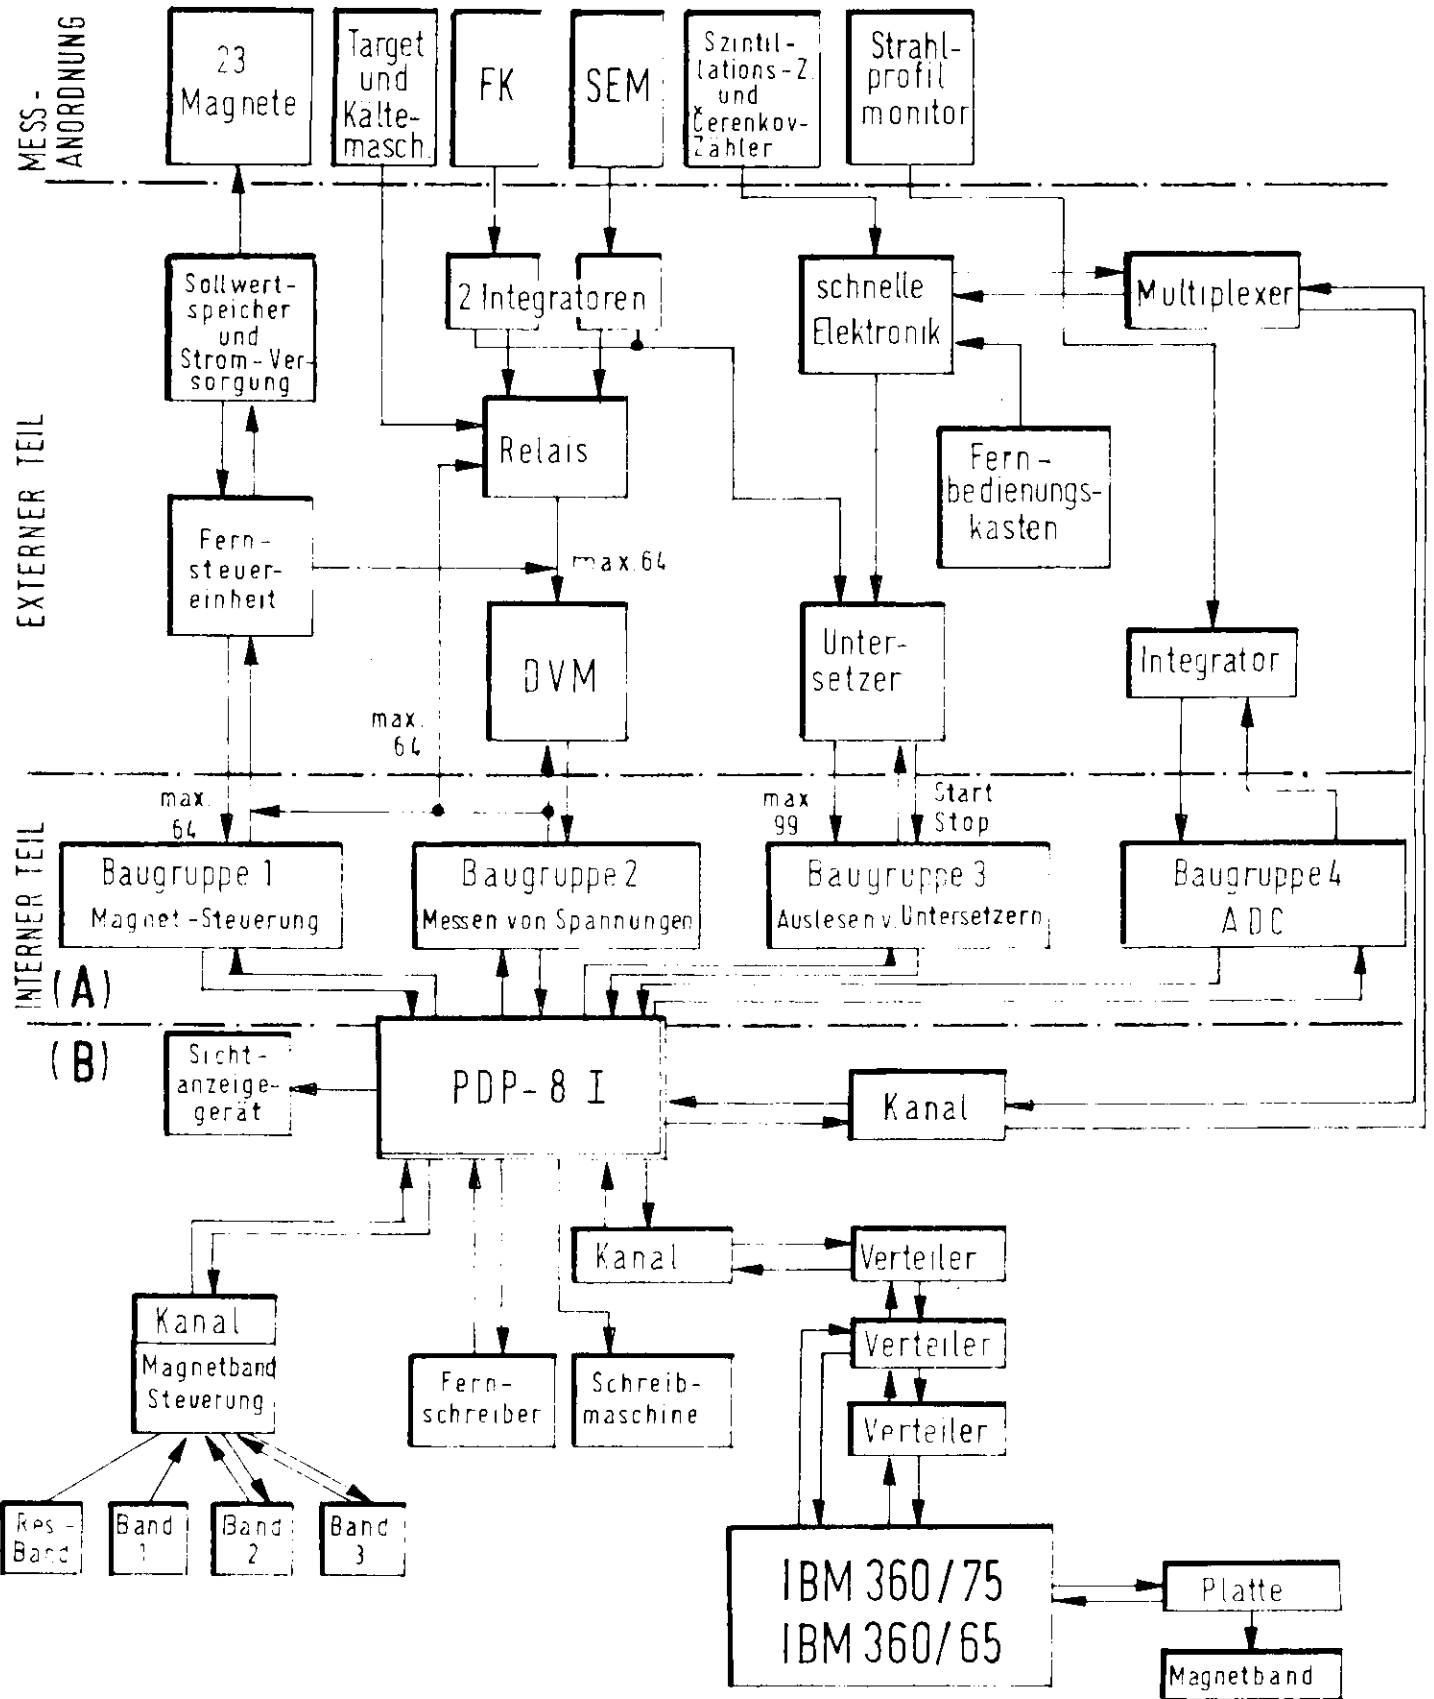 MESS-
ANORDNUNG
23
Magnete
Target
und
Kälte-
masch.
FK
SEM
Szintil-
lations-Z.
und
Čerenkov-
Zähler
Strahl-
profil
monitor
EXTERNER TEIL
Sollwert-
speicher
und
Strom-Ver-
sorgung
2 Integratoren
schnelle
Elektronik
Multiplexer
Relais
Fern-
bedienungs-
kasten
Fern-
steuer-
einheit
max. 64
DVM
Unter-
setzer
Integrator
max.
64
INTERNER TEIL
max.
64
max
99
Start
Stop
Baugruppe 1
Magnet-Steuerung
Baugruppe 2
Messen von Spannungen
Baugruppe 3
Auslesen v. Untersetzern
Baugruppe 4
ADC
(A)
(B)
Sicht-
anzeige-
gerät
PDP-8 I
Kanal
Kanal
Verteiler
Kanal
Magnetband
Steuerung
Verteiler
Fern-
schreiber
Schreib-
maschine
Verteiler
Res-
Band
Band
1
Band
2
Band
3
IBM 360/75
IBM 360/65
Platte
Magnetband